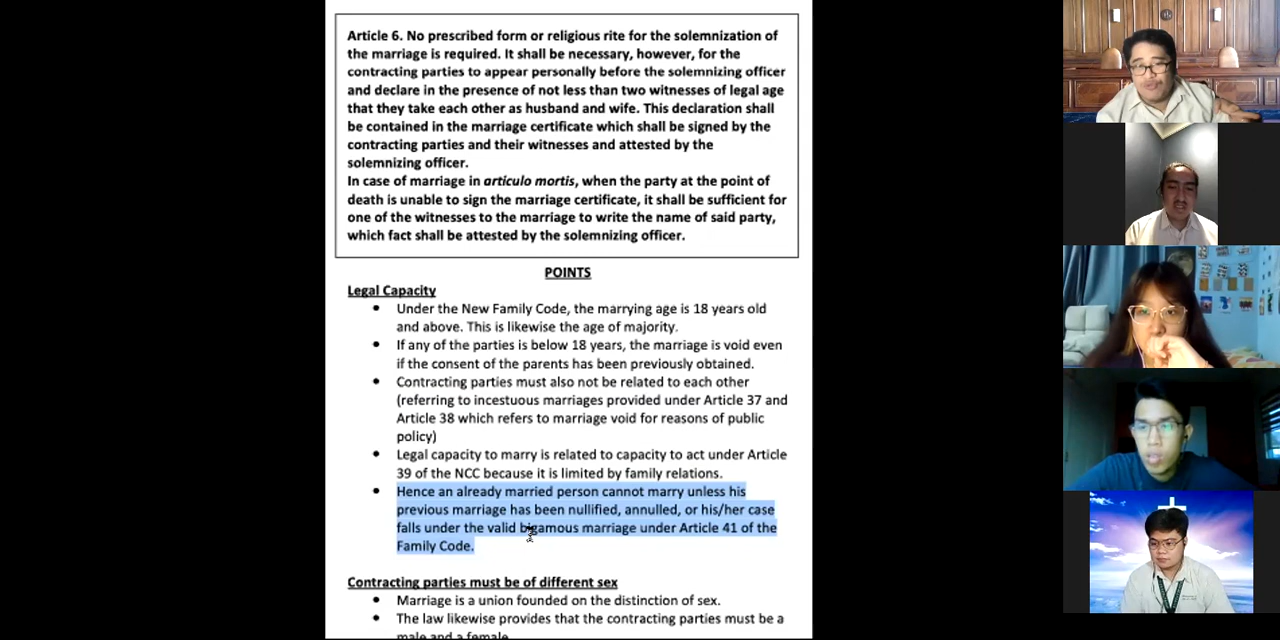 Article 6. No prescribed form or religious rite for the solemnization of
the marriage is required. It shall be necessary, however, for the
contracting parties to appear personally before the solemnizing officer
and declare in the presence of not less than two witnesses of legal age
that they take each other as husband and wife. This declaration shall
be contained in the marriage certificate which shall be signed by the
contracting parties and their witnesses and attested by the
solemnizing officer.
In case of marriage in articulo mortis, when the party at the point of
death is unable to sign the marriage certificate, it shall be sufficient for
one of the witnesses to the marriage to write the name of said party,
which fact shall be attested by the solemnizing officer.
POINTS
Legal Capacity
• Under the New Family Code, the marrying age is 18 years old
and above. This is likewise the age of majority.
• If any of the parties is below 18 years, the marriage is void even
if the consent of the parents has been previously obtained.
• Contracting parties must also not be related to each other
(referring to incestuous marriages provided under Article 37 and
Article 38 which refers to marriage void for reasons of public
policy)
• Legal capacity to marry is related to capacity to act under Article
39 of the NCC because it is limited by family relations.
• Hence an already married person cannot marry unless his
previous marriage has been nullified, annulled, or his/her case
falls under the valid bigamous marriage under Article 41 of the
Family Code.
Contracting parties must be of different sex
• Marriage is a union founded on the distinction of sex.
• The law likewise provides that the contracting parties must be a
male and a female.